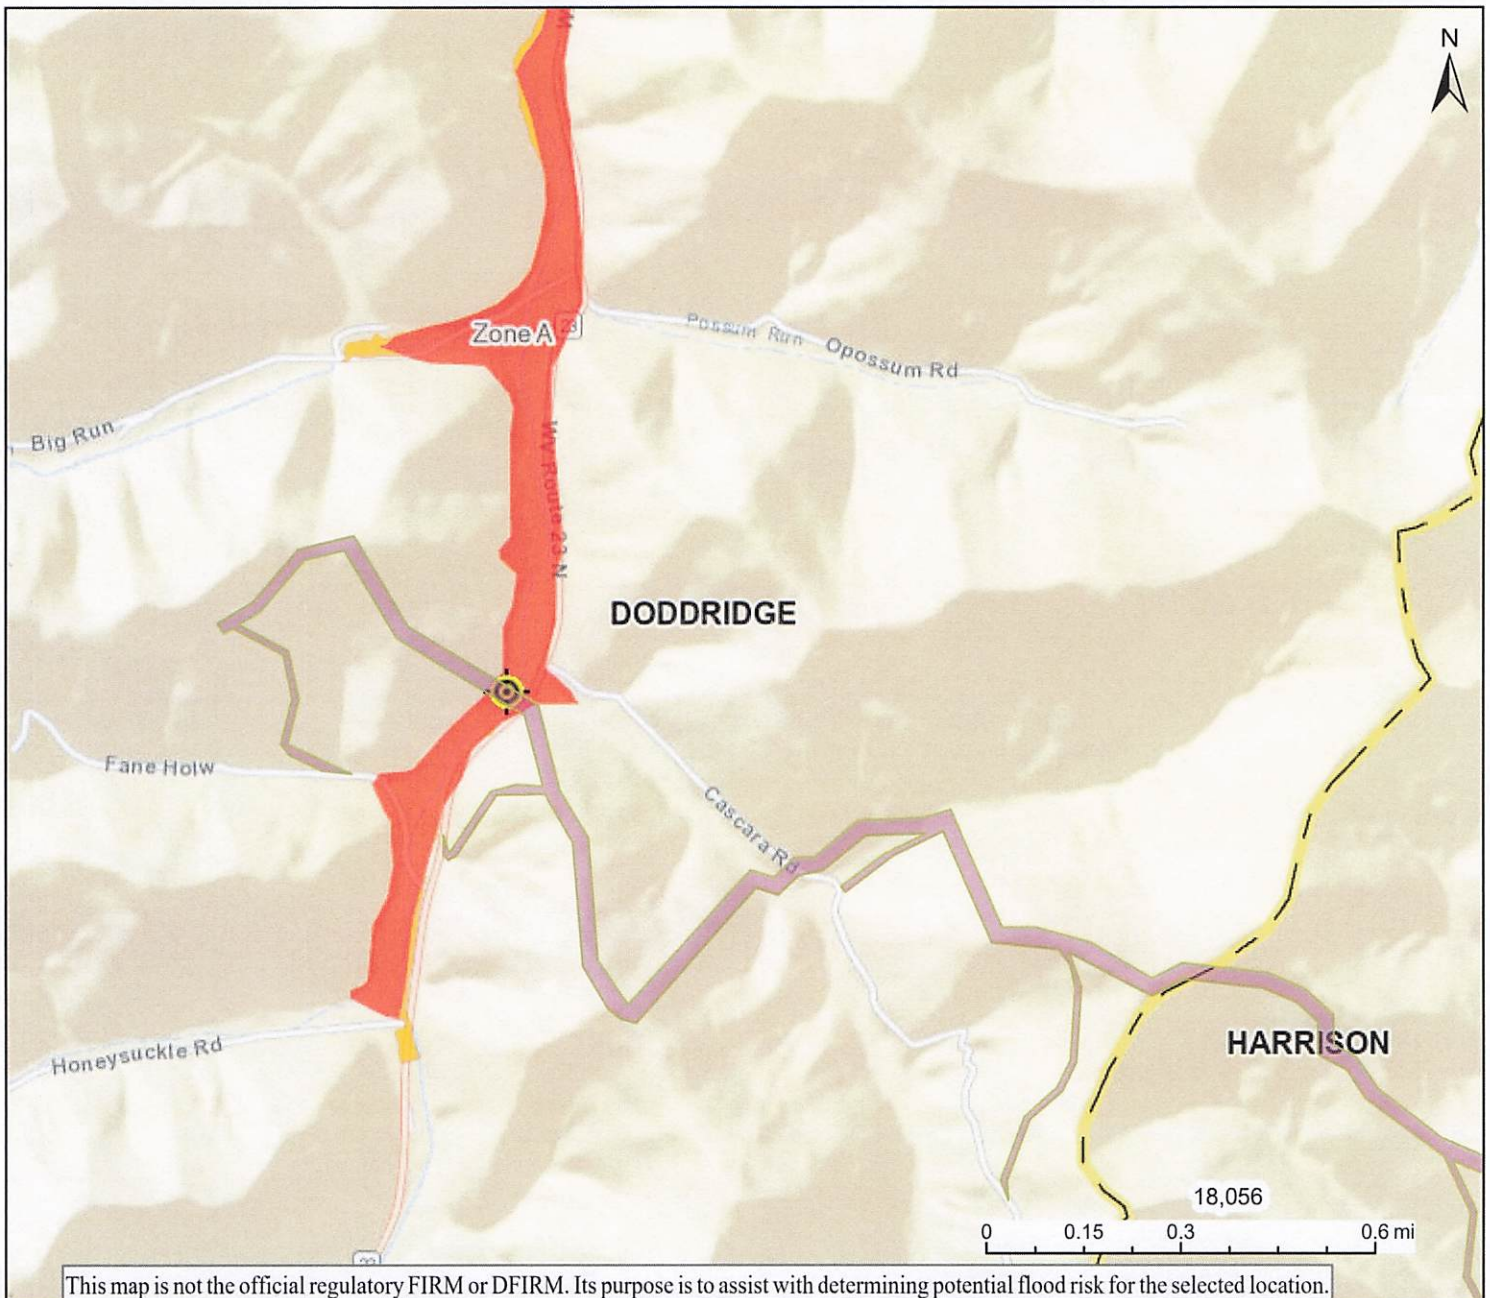 N
Zone A
23
Possum Run
Opossum Rd
Big Run
WV Route 23 N
DODDRIDGE
Fane Holw
Cascara Rd
HARRISON
Honeysuckle Rd
18,056
0 0.15 0.3 0.6 mi
This map is not the official regulatory FIRM or DFIRM. Its purpose is to assist with determining potential flood risk for the selected location.